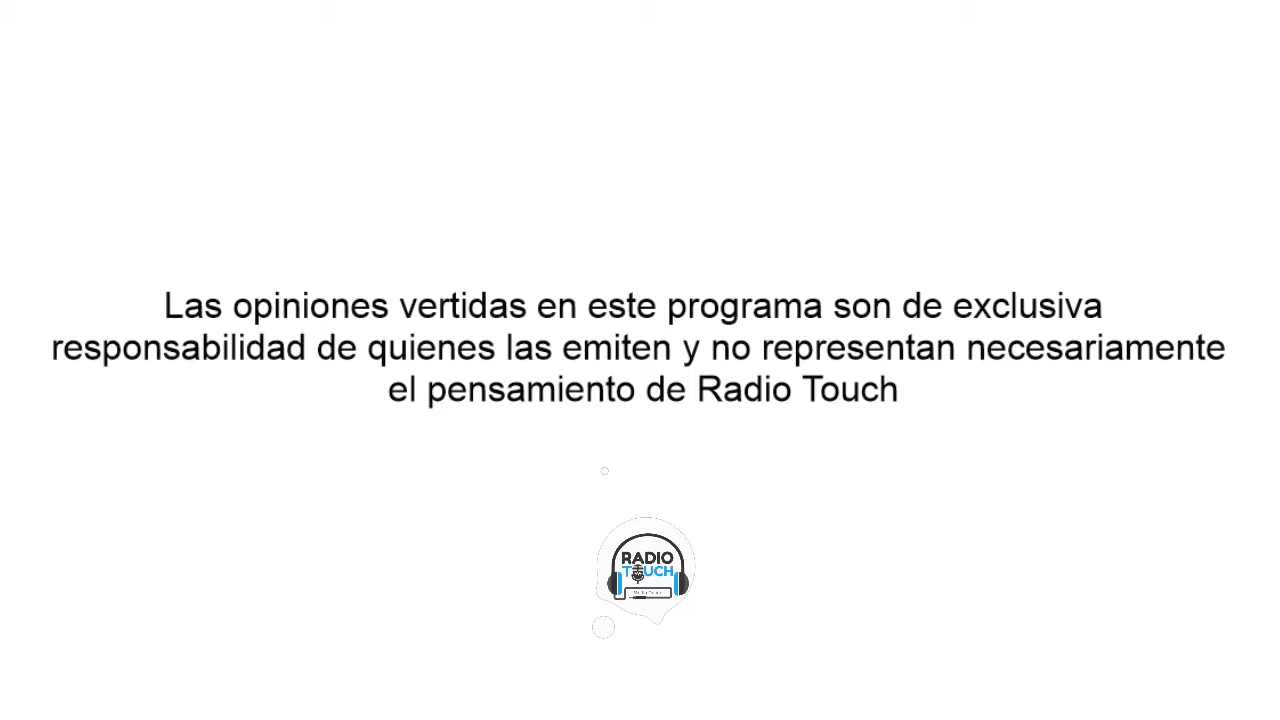 Las opiniones vertidas en este programa son de exclusiva
responsabilidad de quienes las emiten y no representan necesariamente
el pensamiento de Radio Touch
RADIO
TOUCH